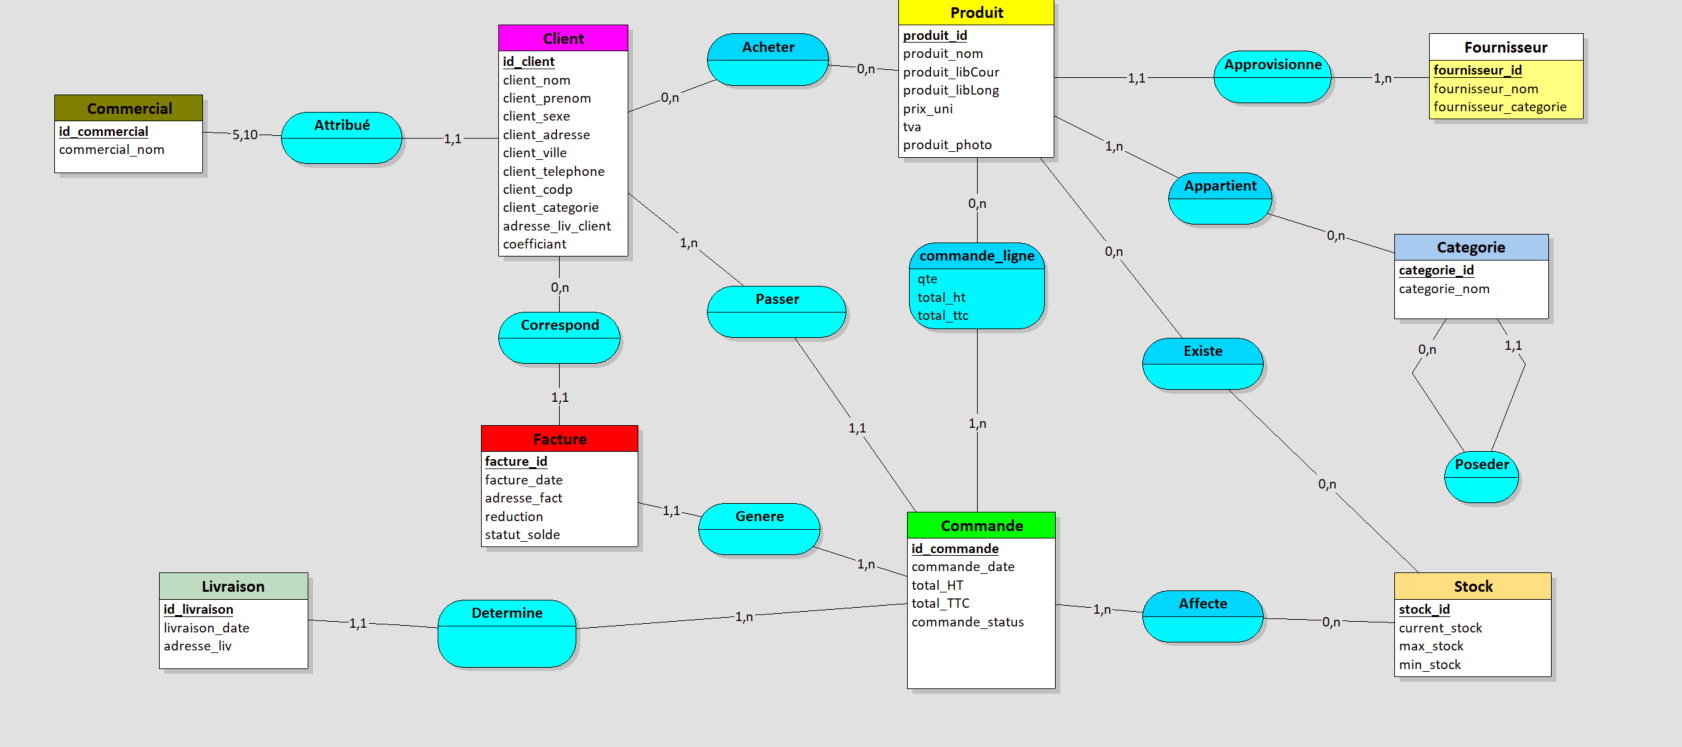 Produit
produit_id
produit_nom
produit_libCour
produit_libLong
prix_uni
tva
produit_photo
Client
id_client
client_nom
client_prenom
client_sexe
client_adresse
client_ville
client_telephone
client_codp
client_categorie
adresse_liv_client
coefficiant
Acheter
0,n
0,n
Approvisionne
1,1
1,n
Fournisseur
fournisseur_id
fournisseur_nom
fournisseur_categorie
Commercial
id_commercial
commercial_nom
5,10
Attribué
1,1
1,n
Appartient
0,n
Categorie
categorie_id
categorie_nom
0,n
1,1
Poseder
0,n
commande_ligne
qte
total_ht
total_ttc
1,n
0,n
Existe
0,n
1,n
Passer
1,1
0,n
Correspond
1,1
Facture
facture_id
facture_date
adresse_fact
reduction
statut_solde
1,1
Genere
1,n
Commande
id_commande
commande_date
total_HT
total_TTC
commande_status
Livraison
id_livraison
livraison_date
adresse_liv
1,1
Determine
1,n
1,n
Affecte
0,n
Stock
stock_id
current_stock
max_stock
min_stock